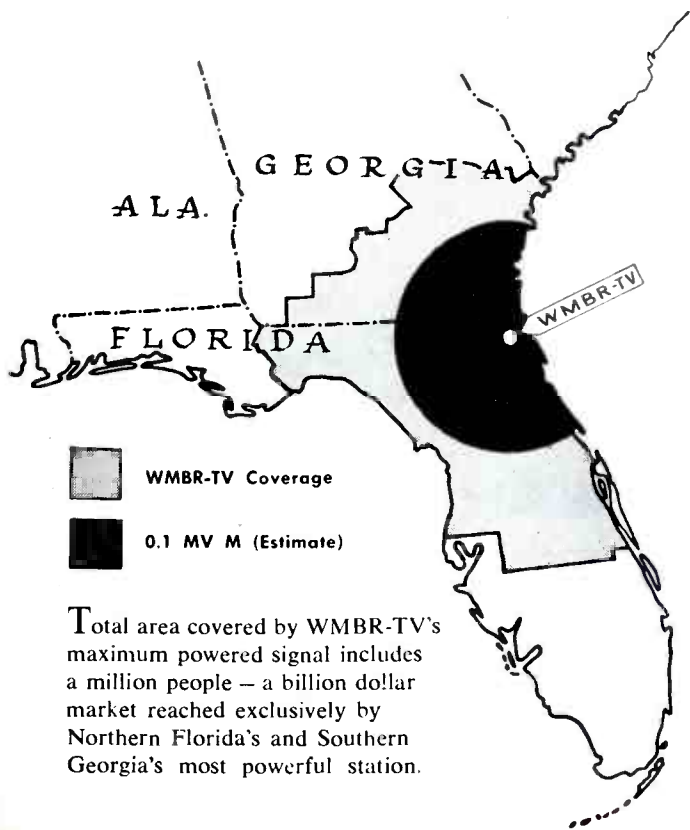 GEORGIA
ALA.
WMBR-TV
FLORIDA
WMBR-TV Coverage
0.1 MV M (Estimate)
Total area covered by WMBR-TV's
maximum powered signal includes
a million people — a billion dollar
market reached exclusively by
Northern Florida's and Southern
Georgia's most powerful station.